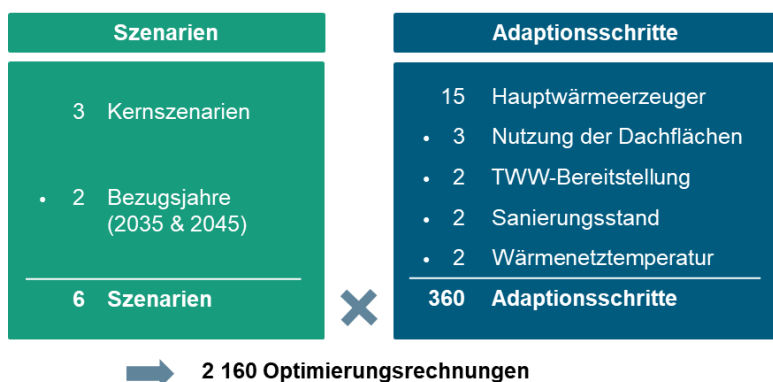 Szenarien
3 Kernszenarien
• 2 Bezugsjahre
(2035 & 2045)
6 Szenarien
Adaptionsschritte
15 Hauptwärmeerzeuger
• 3 Nutzung der Dachflächen
• 2 TWW-Bereitstellung
• 2 Sanierungsstand
• 2 Wärmenetztemperatur
360 Adaptionsschritte
2 160 Optimierungsrechnungen